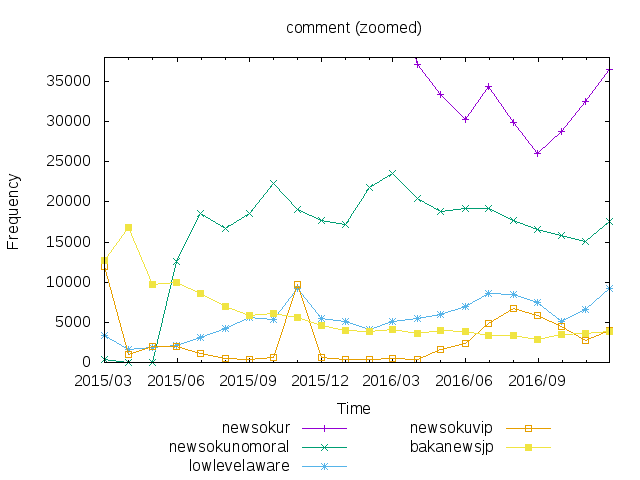 comment (zoomed)
35000
30000
25000
20000
15000
10000
5000
0
Frequency
2015/03 2015/06 2015/09 2015/12 2016/03 2016/06 2016/09
Time
newsokur newsokuvip
newsokunomoral bakanewsjp
lowlevelaware